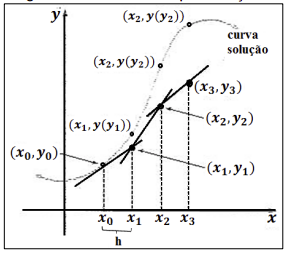 y
(x₂, y(y₂))
curva
solução
(x₂, y(y₂))
(x₃, y₃)
(x₁, y(y₁))
(x₂, y₂)
(x₀, y₀)
(x₁, y₁)
x₀ x₁ x₂ x₃ x
h